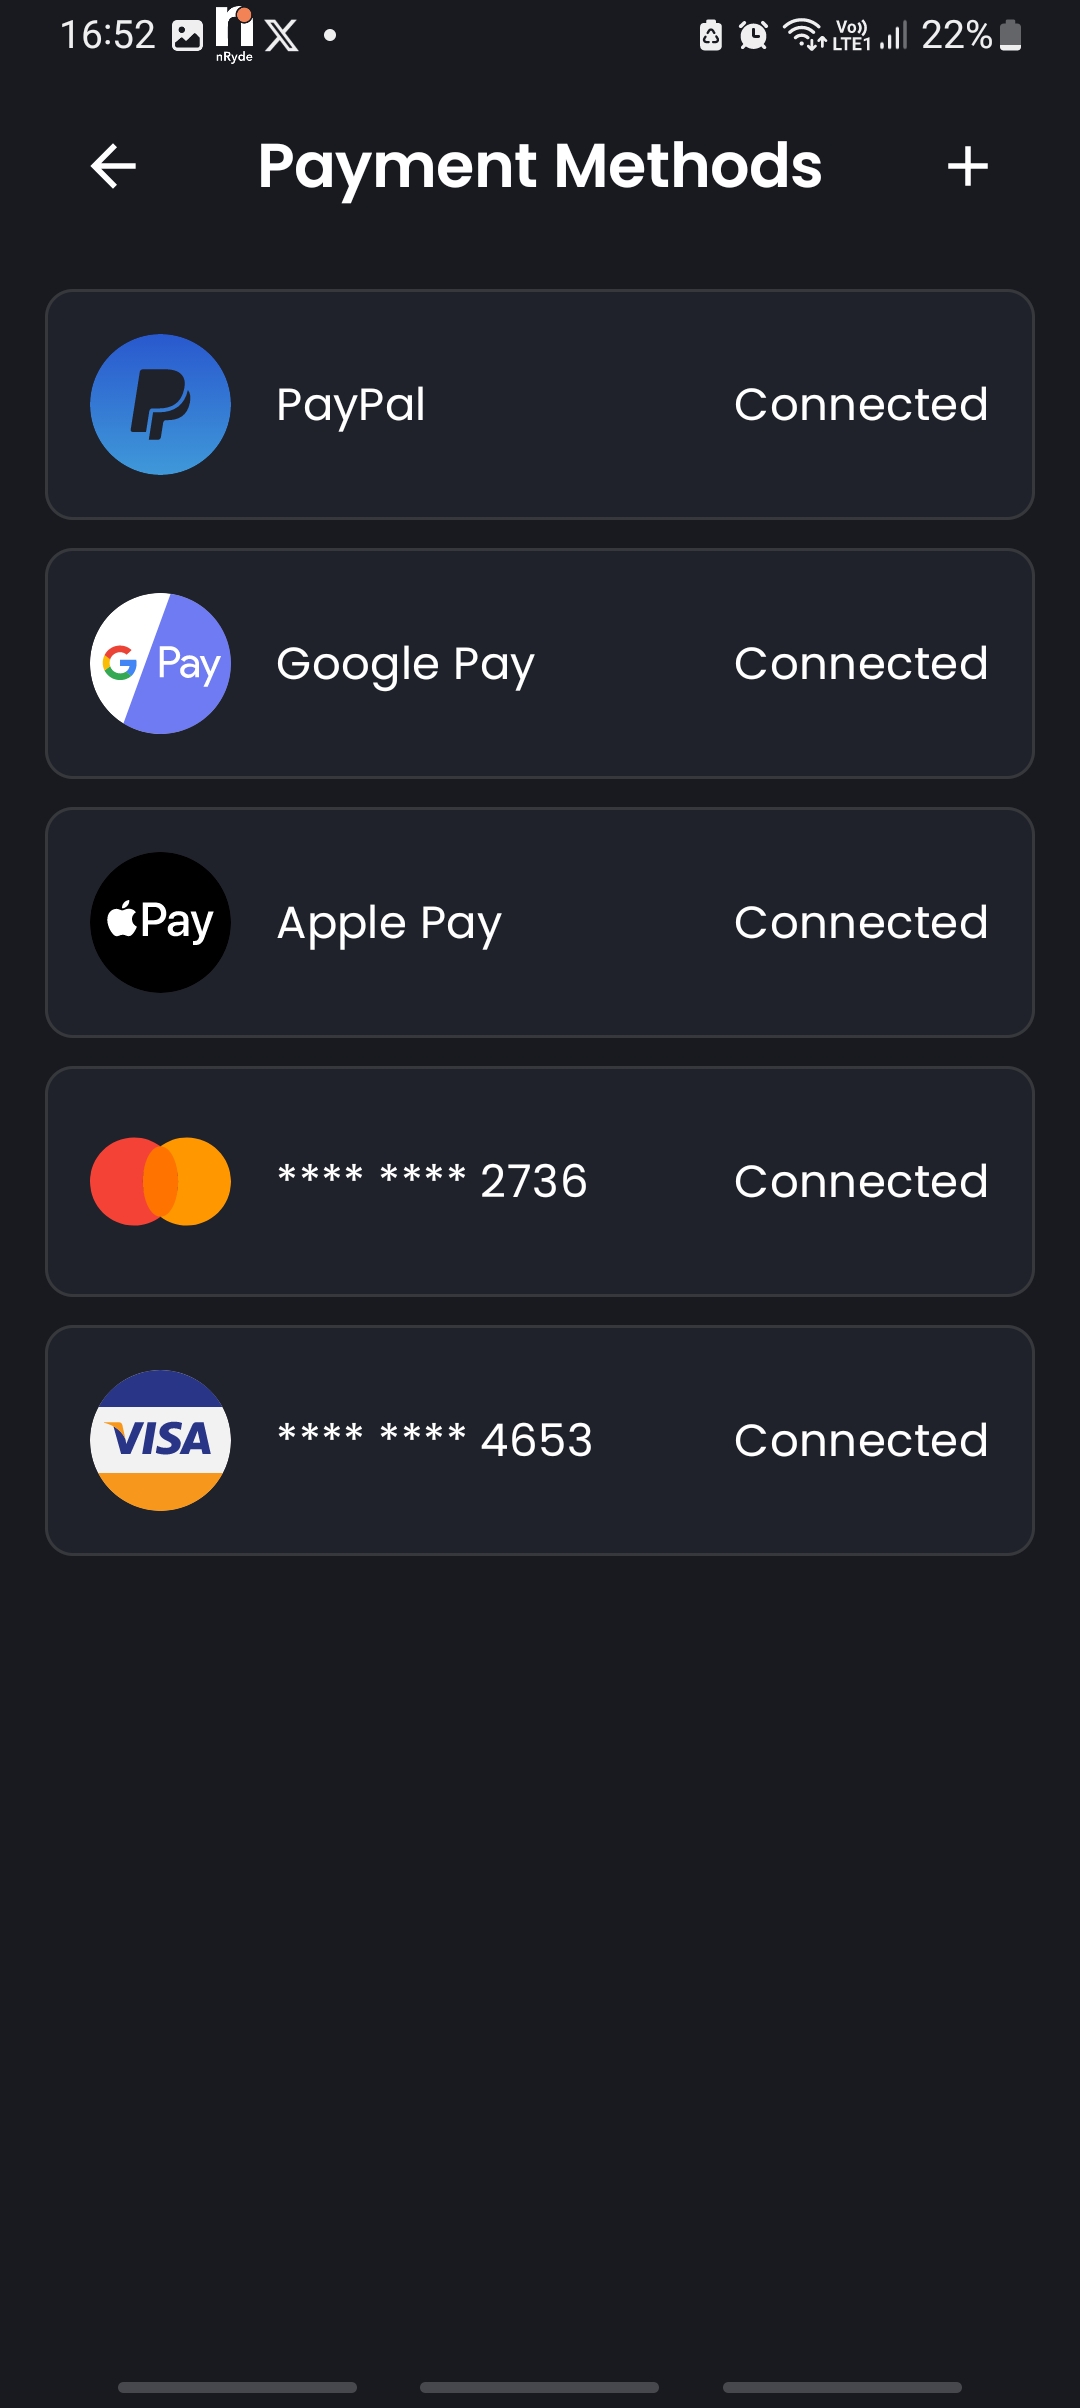 16:52 nRyde Vo)) LTE1 22%
Payment Methods
PayPal Connected
G Pay Google Pay Connected
Pay Apple Pay Connected
**** **** 2736 Connected
VISA **** **** 4653 Connected